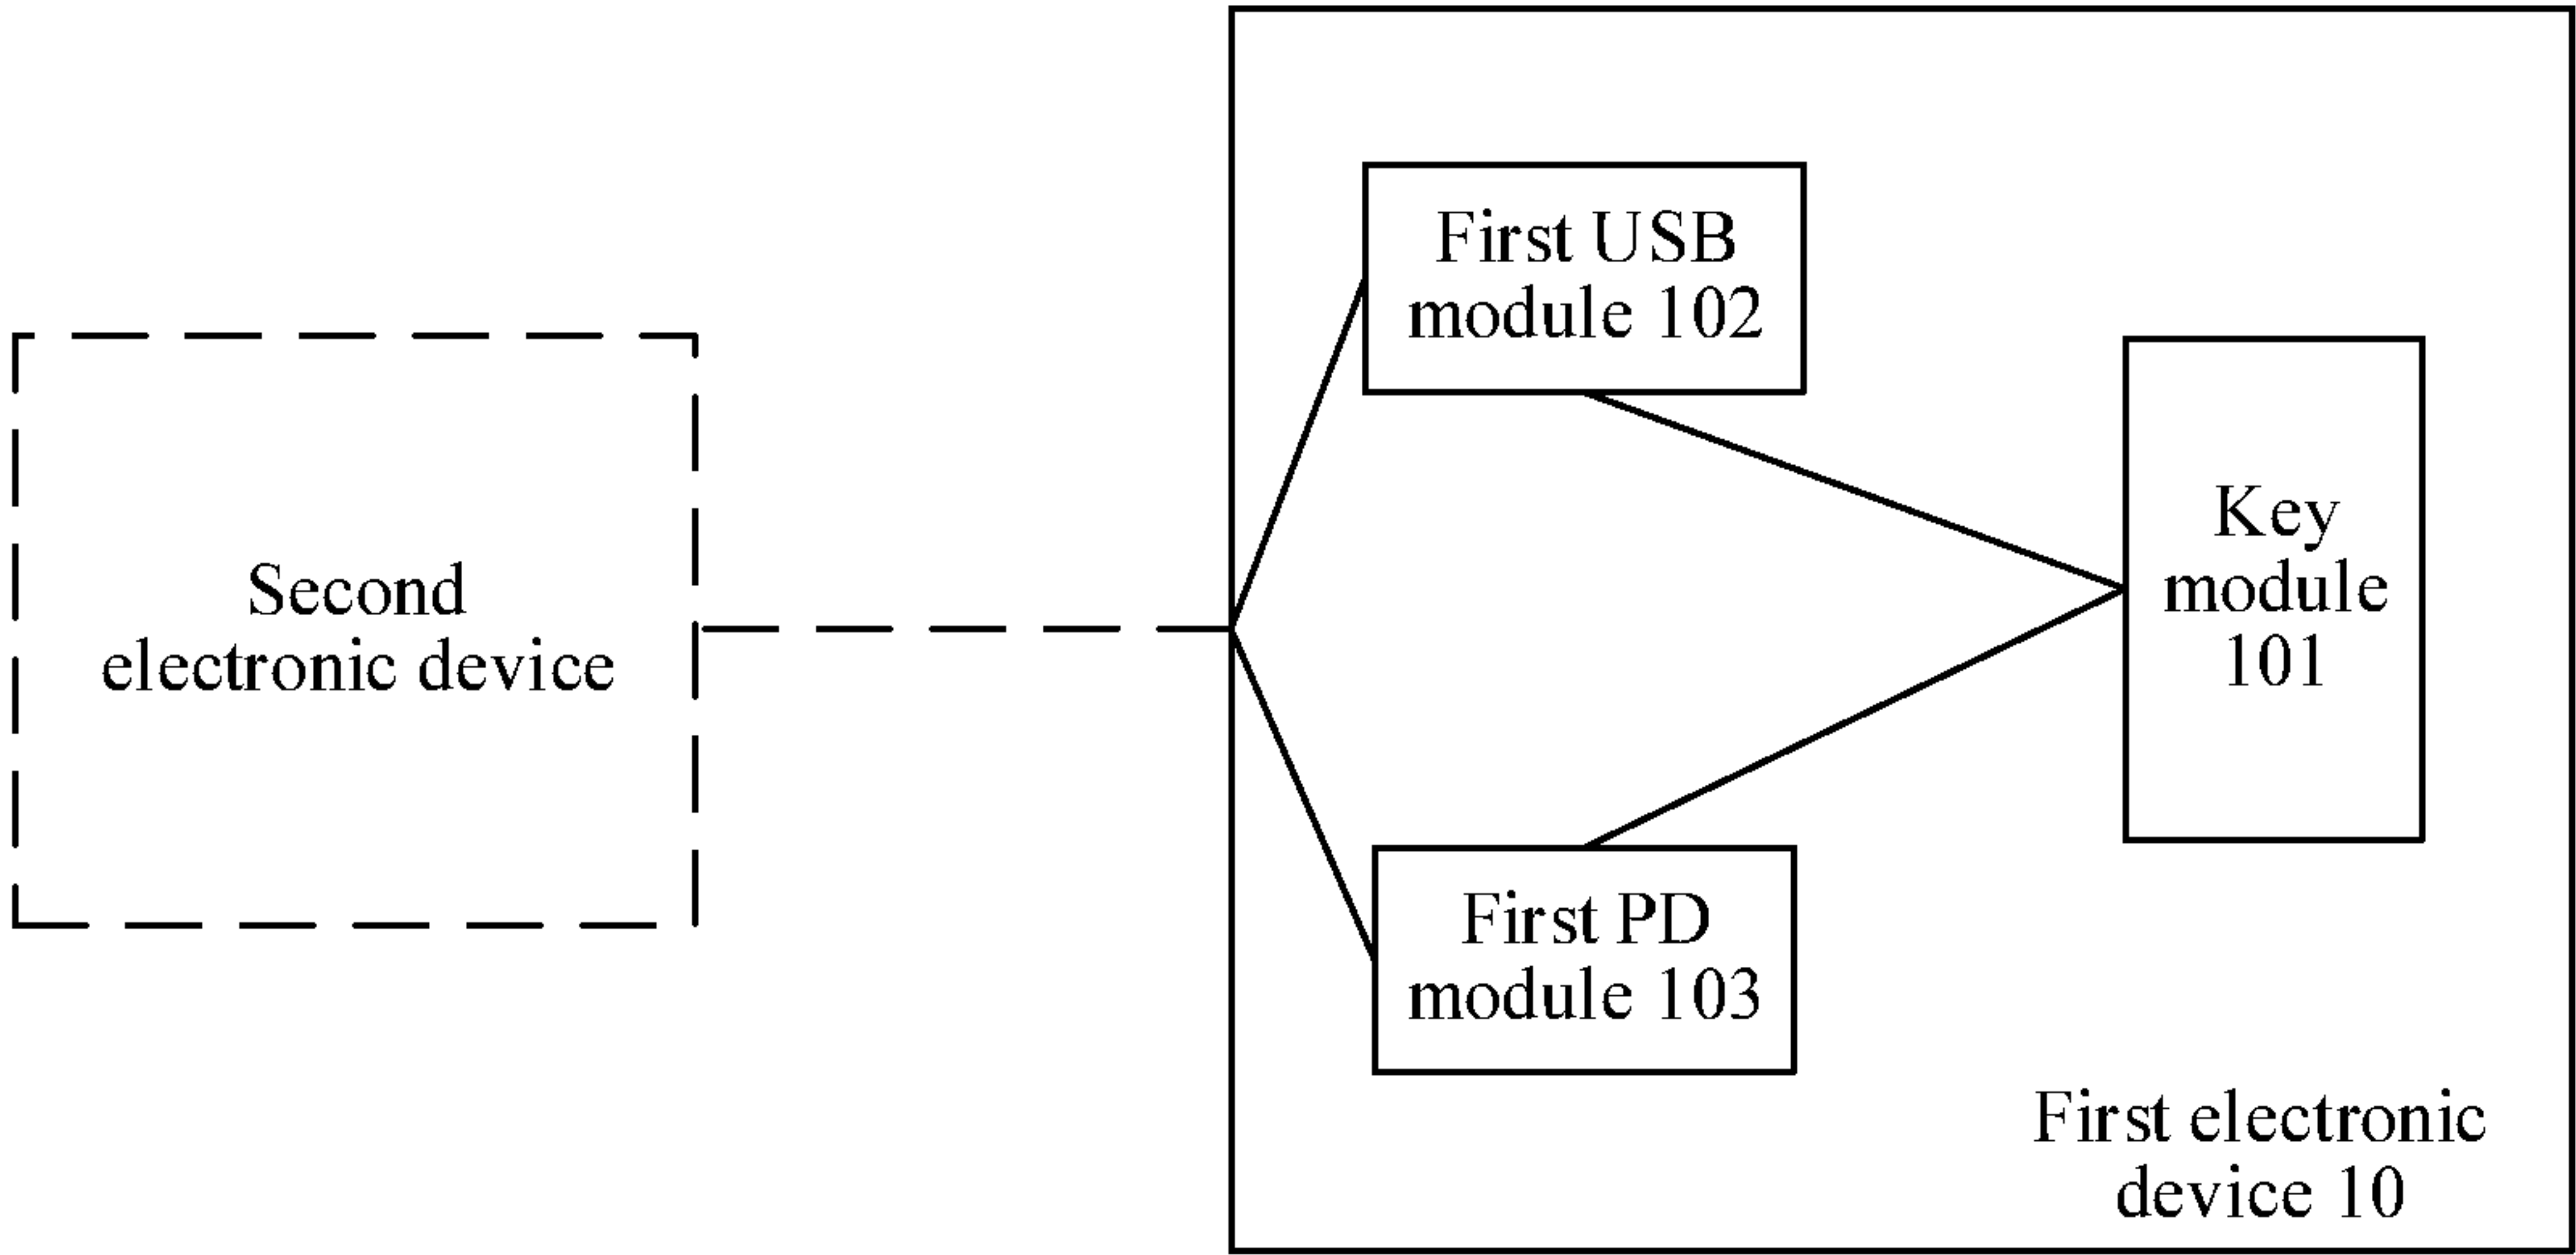 Second
electronic device
First USB
module 102
Key
module
101
First PD
module 103
First electronic
device 10